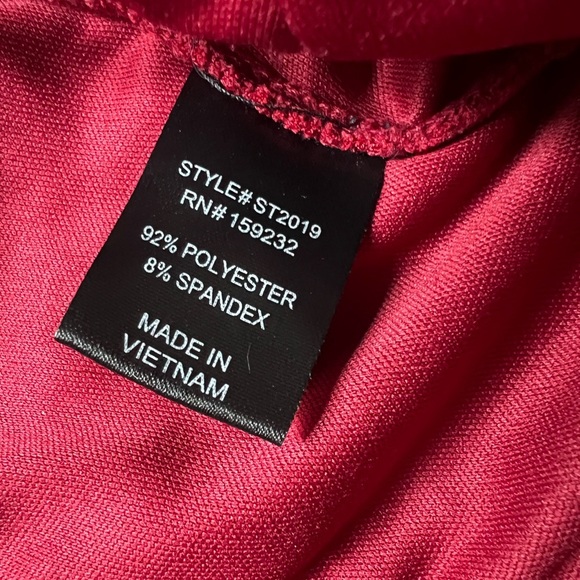 STYLE# ST2019
RN# 159232
92% POLYESTER
8% SPANDEX
MADE IN
VIETNAM